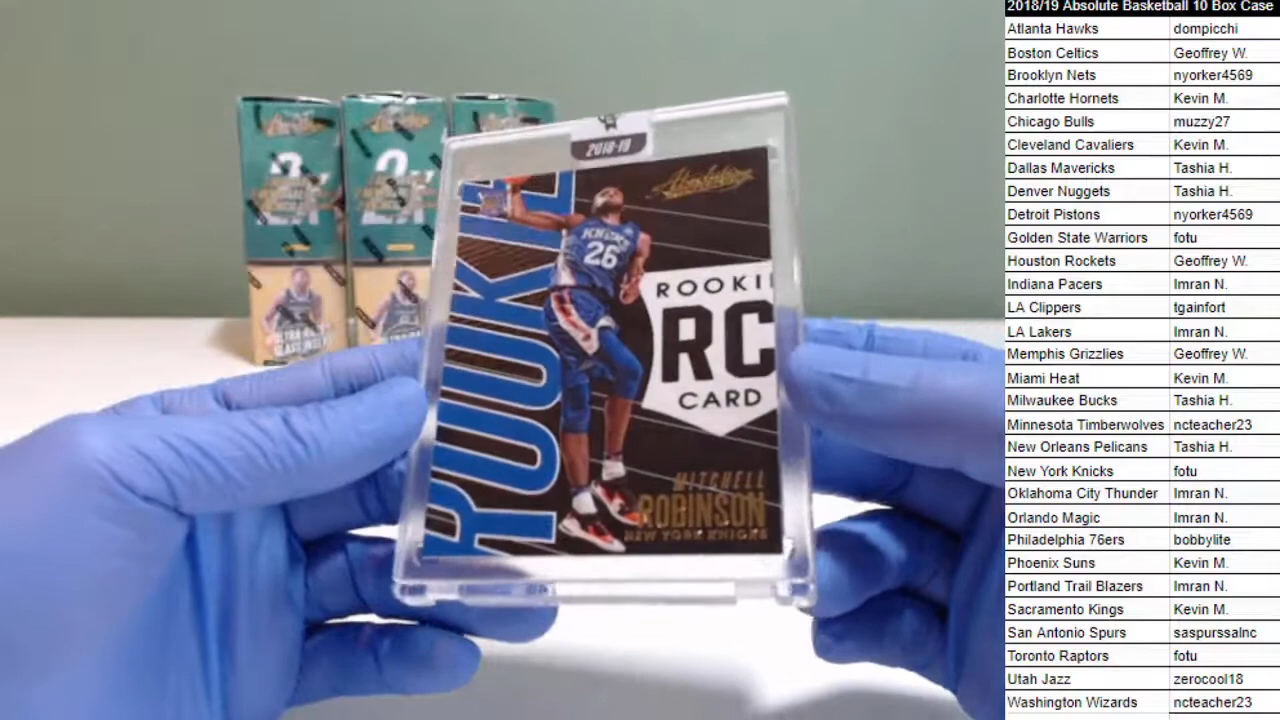 2018/19 Absolute Basketball 10 Box Case
Atlanta Hawks dompicchi
Boston Celtics Geoffrey W.
Brooklyn Nets nyorker4569
Charlotte Hornets Kevin M.
Chicago Bulls muzzy27
Cleveland Cavaliers Kevin M.
Dallas Mavericks Tashia H.
Denver Nuggets Tashia H.
Detroit Pistons nyorker4569
Golden State Warriors fotu
Houston Rockets Geoffrey W.
Indiana Pacers Imran N.
LA Clippers tgainfort
LA Lakers Imran N.
Memphis Grizzlies Geoffrey W.
Miami Heat Kevin M.
Milwaukee Bucks Tashia H.
Minnesota Timberwolves ncteacher23
New Orleans Pelicans Tashia H.
New York Knicks fotu
Oklahoma City Thunder Imran N.
Orlando Magic Imran N.
Philadelphia 76ers bobbylite
Phoenix Suns Kevin M.
Portland Trail Blazers Imran N.
Sacramento Kings Kevin M.
San Antonio Spurs saspurssalnc
Toronto Raptors fotu
Utah Jazz zerocool18
Washington Wizards ncteacher23
2018-19
Absolute
ROOKIE
KNICKS
26
ROOKI
RC
CARD
MITCHELL
ROBINSON
NEW YORK KNICKS